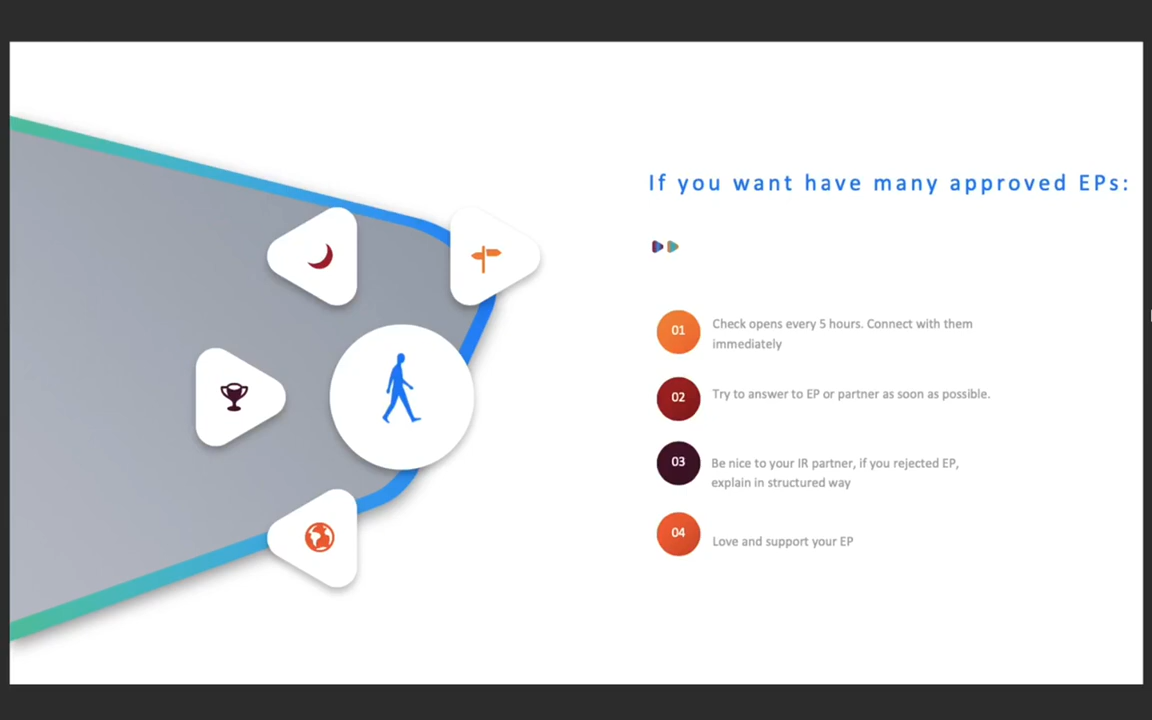 If you want have many approved EPs:
01
Check opens every 5 hours. Connect with them
immediately
02
Try to answer to EP or partner as soon as possible.
03
Be nice to your IR partner, if you rejected EP,
explain in structured way
04
Love and support your EP